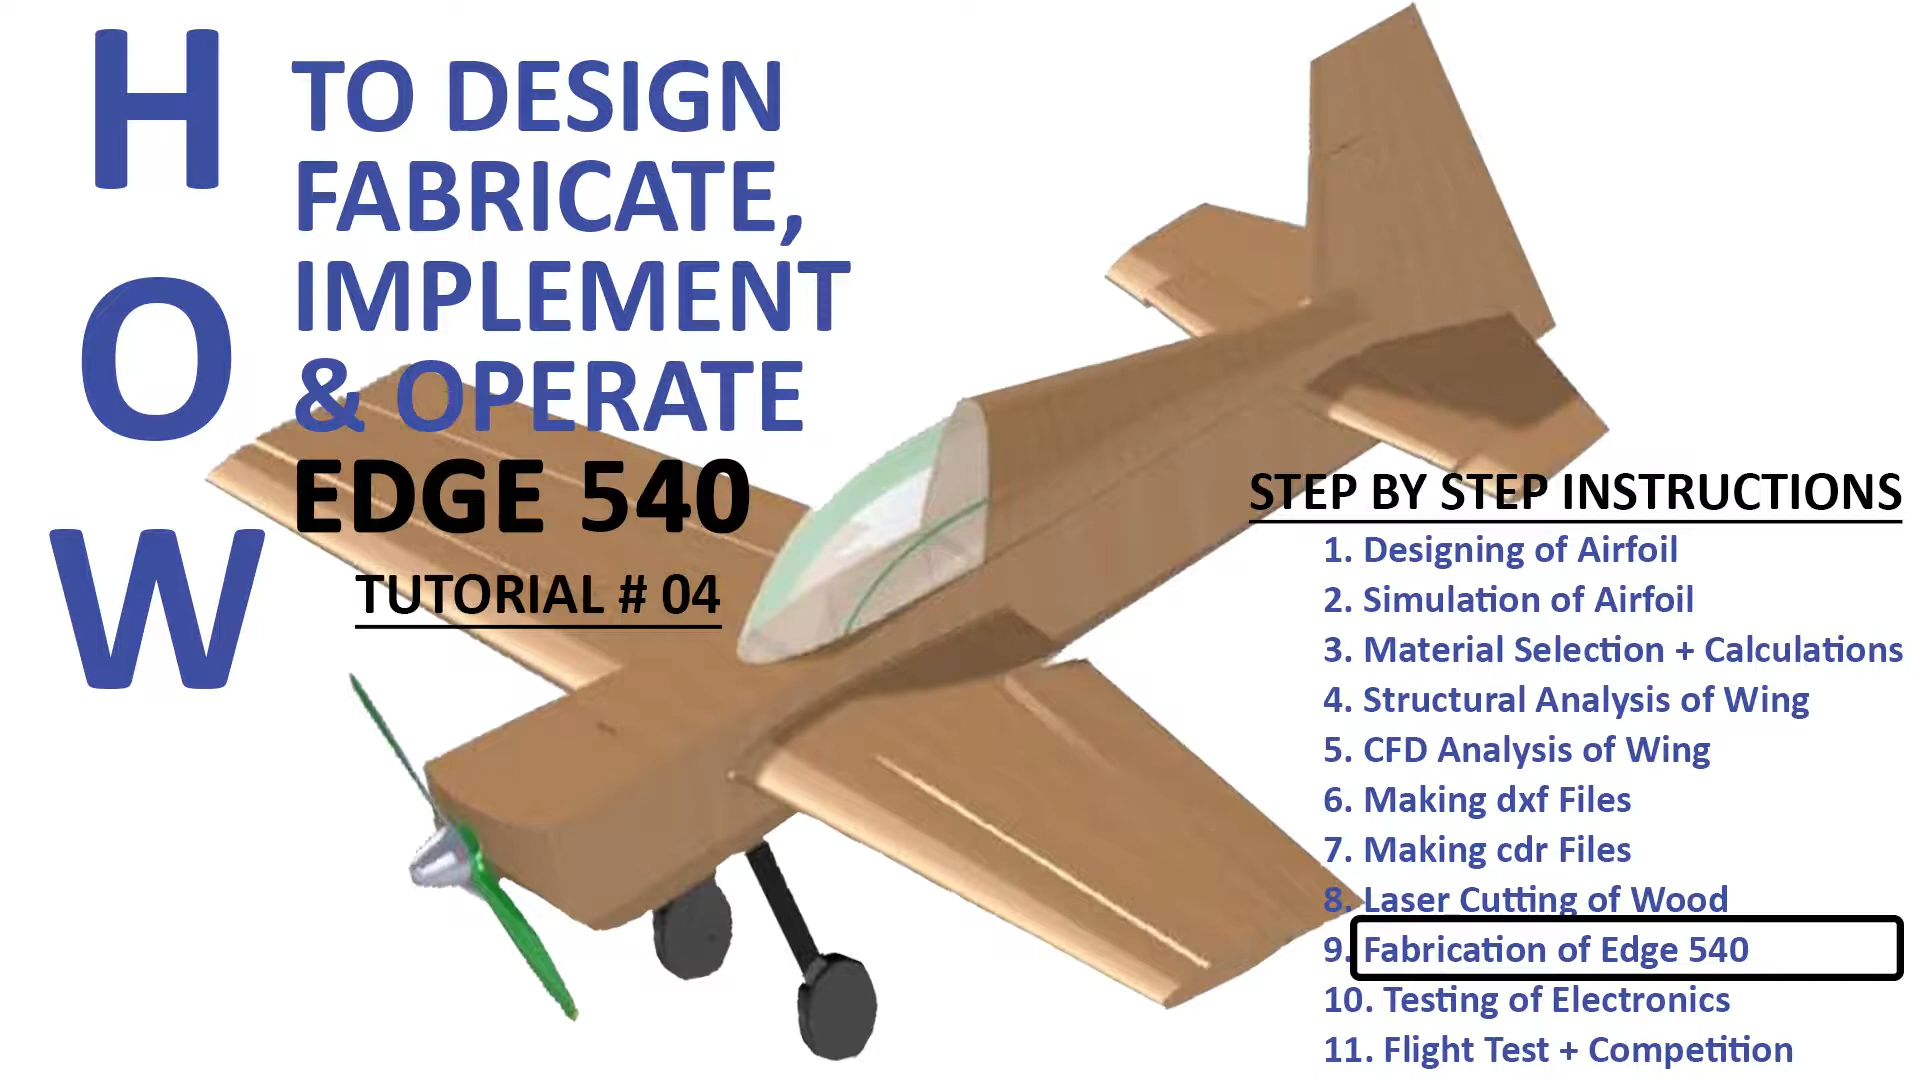 HOW
TO DESIGN
FABRICATE,
IMPLEMENT
& OPERATE
EDGE 540
TUTORIAL # 04
STEP BY STEP INSTRUCTIONS
1. Designing of Airfoil
2. Simulation of Airfoil
3. Material Selection + Calculations
4. Structural Analysis of Wing
5. CFD Analysis of Wing
6. Making dxf Files
7. Making cdr Files
8. Laser Cutting of Wood
9. Fabrication of Edge 540
10. Testing of Electronics
11. Flight Test + Competition